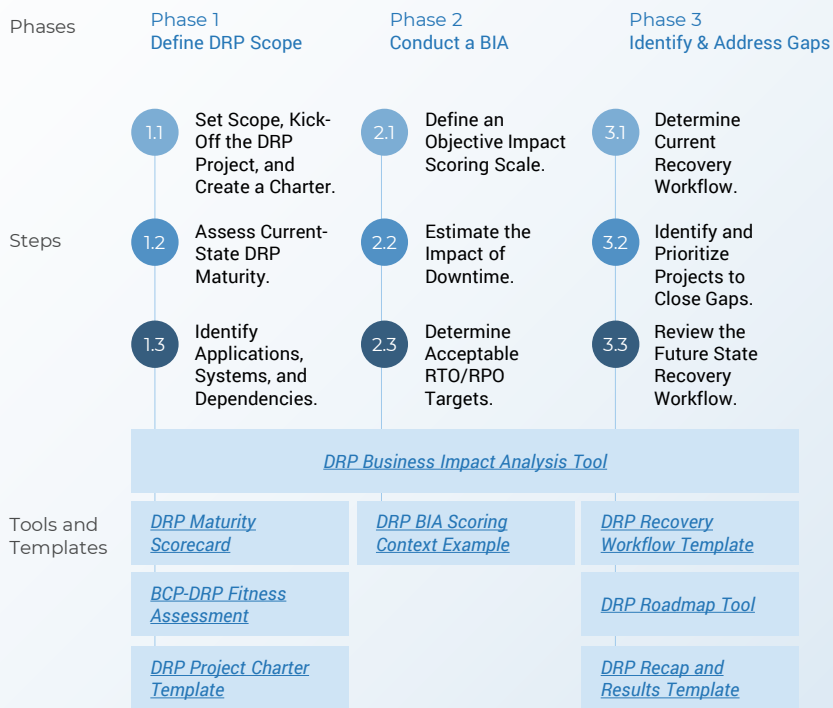 Phases
Phase 1
Define DRP Scope
Phase 2
Conduct a BIA
Phase 3
Identify & Address Gaps
Steps
1.1
Set Scope, Kick-
Off the DRP
Project, and
Create a Charter.
2.1
Define an
Objective Impact
Scoring Scale.
3.1
Determine
Current
Recovery
Workflow.
1.2
Assess Current-
State DRP
Maturity.
2.2
Estimate the
Impact of
Downtime.
3.2
Identify and
Prioritize
Projects to
Close Gaps.
1.3
Identify
Applications,
Systems, and
Dependencies.
2.3
Determine
Acceptable
RTO/RPO
Targets.
3.3
Review the
Future State
Recovery
Workflow.
Tools and
Templates
DRP Business Impact Analysis Tool
DRP Maturity
Scorecard
DRP BIA Scoring
Context Example
DRP Recovery
Workflow Template
BCP-DRP Fitness
Assessment
DRP Roadmap Tool
DRP Project Charter
Template
DRP Recap and
Results Template